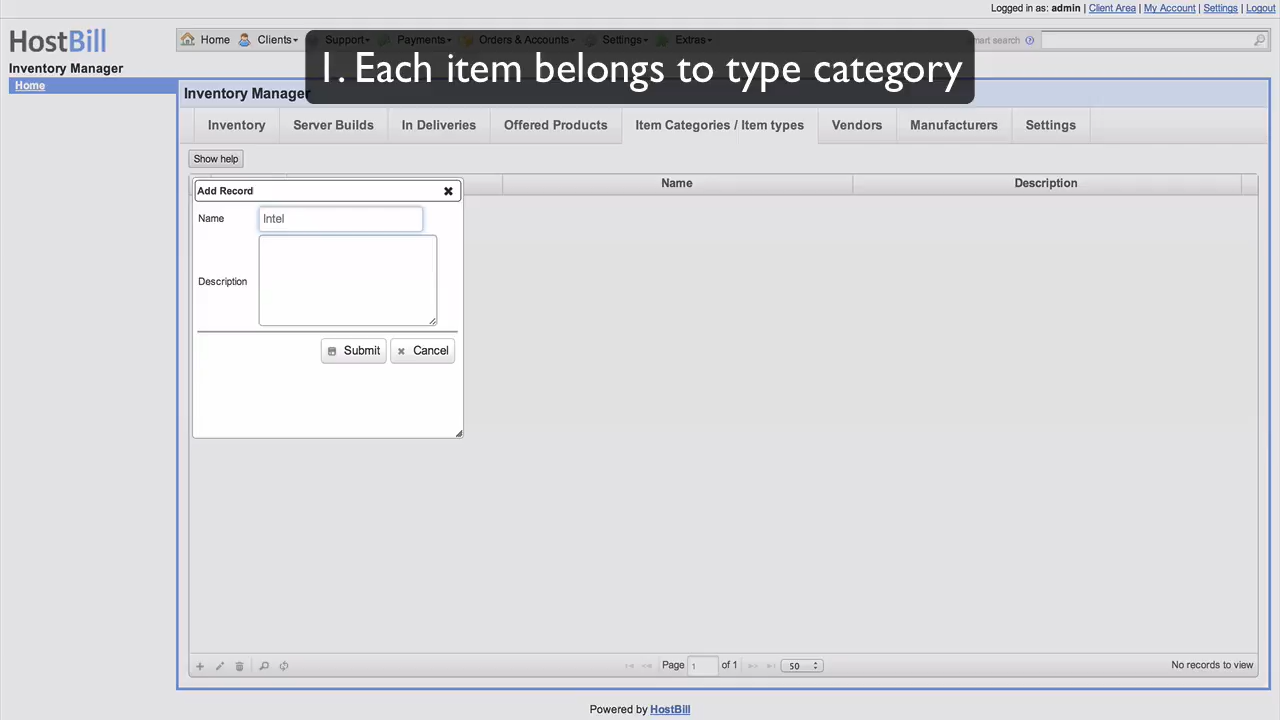 Logged in as: admin | Client Area | My Account | Settings | Logout
HostBill
Home Clients Support Payments Orders & Accounts Settings Extras smart search
1. Each item belongs to type category
Inventory Manager
Home
Inventory Manager
Inventory Server Builds In Deliveries Offered Products Item Categories / Item types Vendors Manufacturers Settings
Show help
Name Description
Add Record
Name Intel
Description
Submit Cancel
Page 1 of 1 50 No records to view
Powered by HostBill